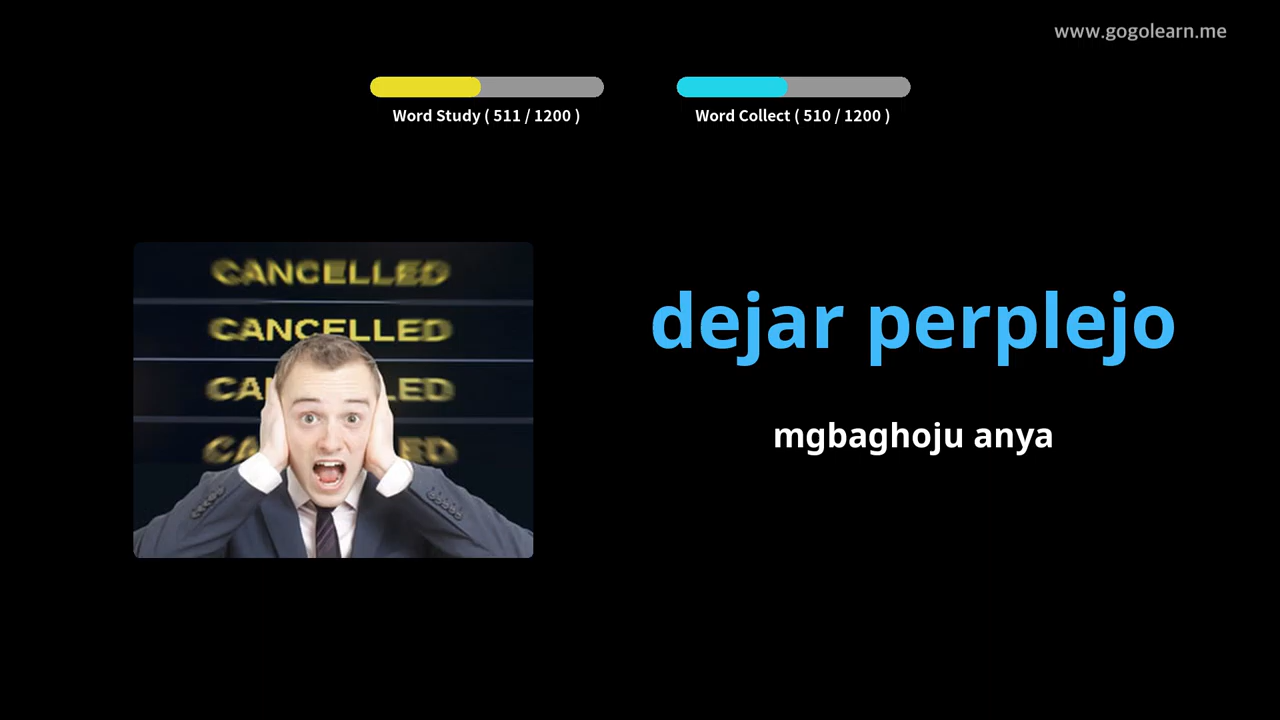 www.gogolearn.me
Word Study ( 511 / 1200 )
Word Collect ( 510 / 1200 )
CANCELLED
CANCELLED
dejar perplejo
mgbaghoju anya